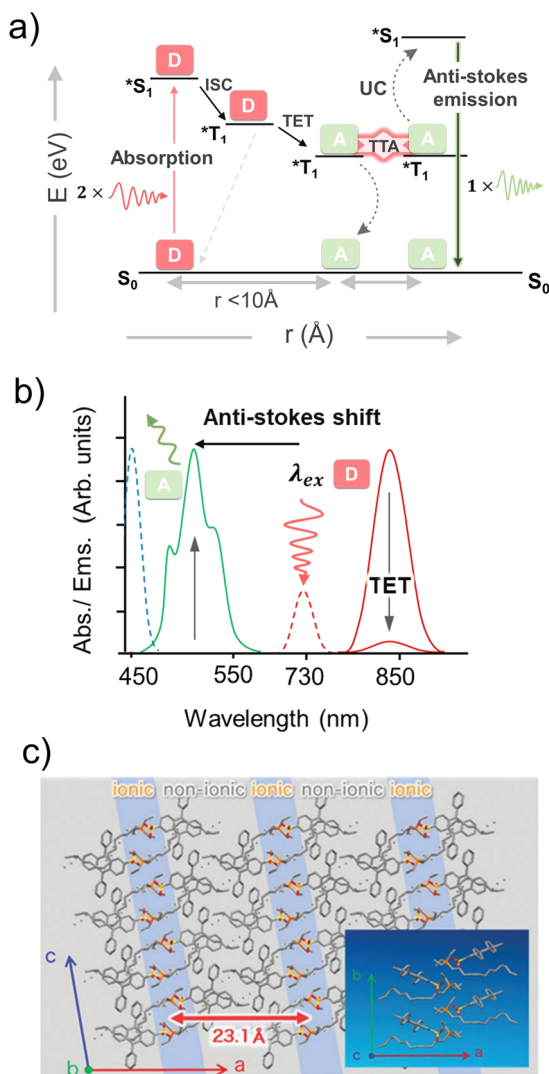 a)
*S1
D
ISC
D
*T1
TET
Absorption
2 ×
E (eV)
D
S0
A
TTA
A
*T1
*T1
UC
*S1
Anti-stokes
emission
1 ×
A
A
S0
r <10Å
r (Å)
b)
Anti-stokes shift
A
λex
D
TET
Abs./ Ems. (Arb. units)
450
550
730
850
Wavelength (nm)
c)
ionic non-ionic ionic non-ionic ionic
c
b
a
23.1 Å
b
c
a